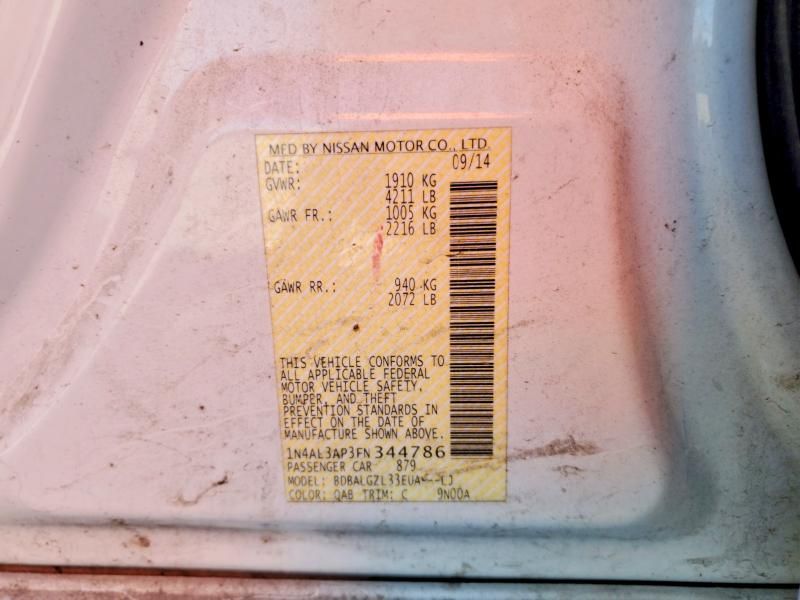 MFD BY NISSAN MOTOR CO., LTD.
DATE: 09/14
GVWR: 1910 KG
4211 LB
GAWR FR.: 1005 KG
2216 LB
GAWR RR.: 940 KG
2072 LB
THIS VEHICLE CONFORMS TO
ALL APPLICABLE FEDERAL
MOTOR VEHICLE SAFETY,
BUMPER, AND THEFT
PREVENTION STANDARDS IN
EFFECT ON THE DATE OF
MANUFACTURE SHOWN ABOVE.
1N4AL3AP3FN344786
PASSENGER CAR 879
MODEL: BDBALGZL33EUA---LJ
COLOR: QAB TRIM: C 9N00A